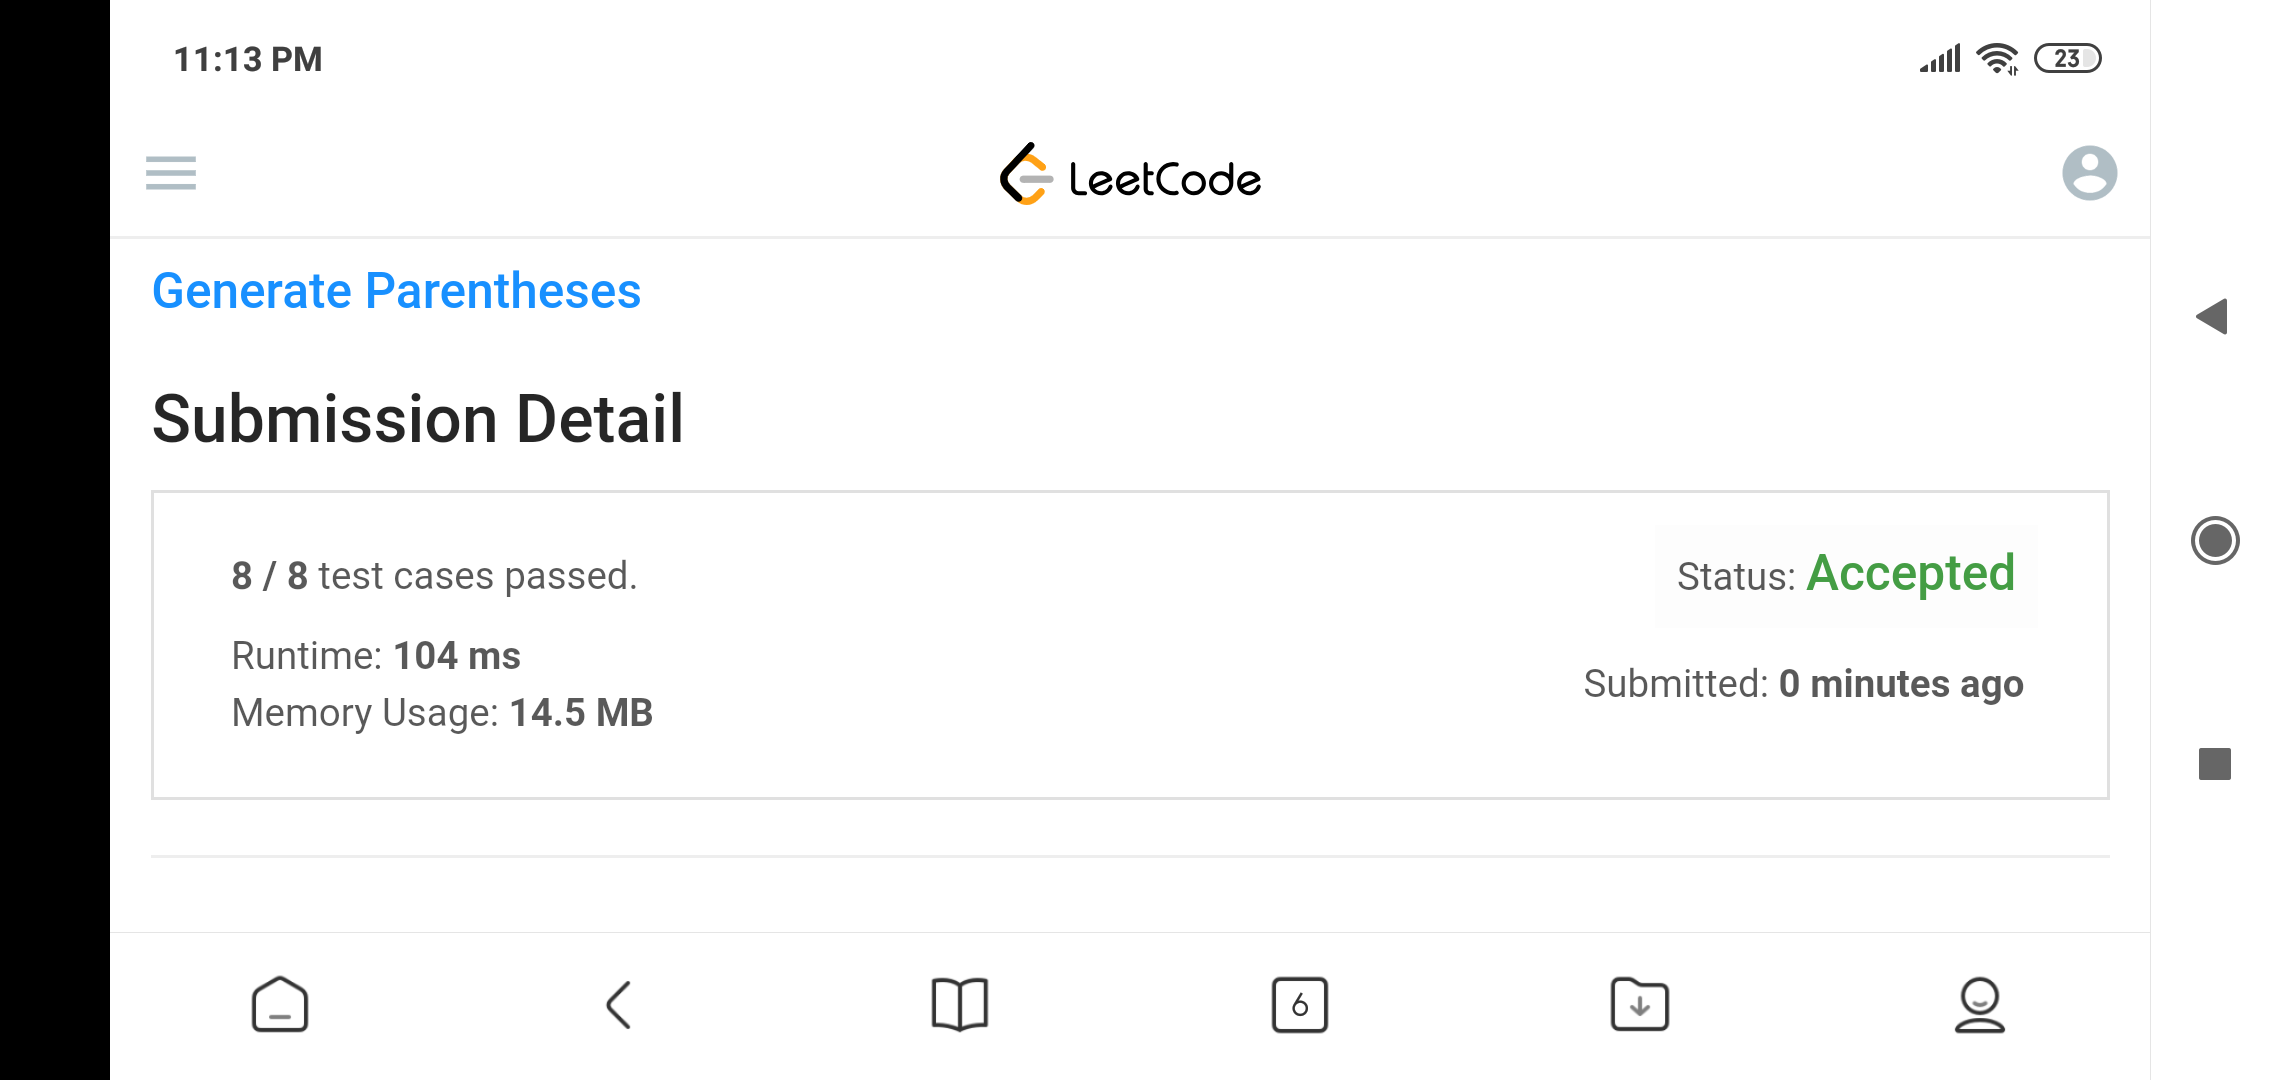 11:13 PM
23
LeetCode
Generate Parentheses
Submission Detail
8 / 8 test cases passed.
Status: Accepted
Runtime: 104 ms
Submitted: 0 minutes ago
Memory Usage: 14.5 MB
6